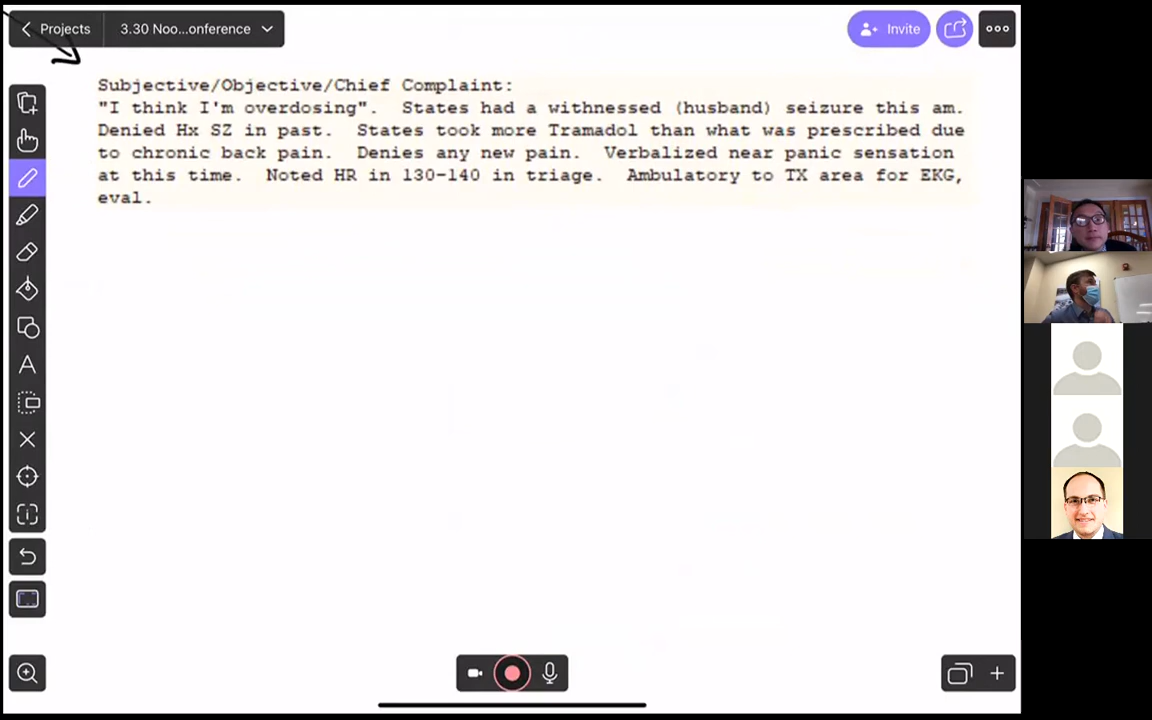 Projects
3.30 Noo...onference
Invite
Subjective/Objective/Chief Complaint:
"I think I'm overdosing".  States had a withnessed (husband) seizure this am.
Denied Hx SZ in past.  States took more Tramadol than what was prescribed due
to chronic back pain.  Denies any new pain.  Verbalized near panic sensation
at this time.  Noted HR in 130-140 in triage.  Ambulatory to TX area for EKG,
eval.
A